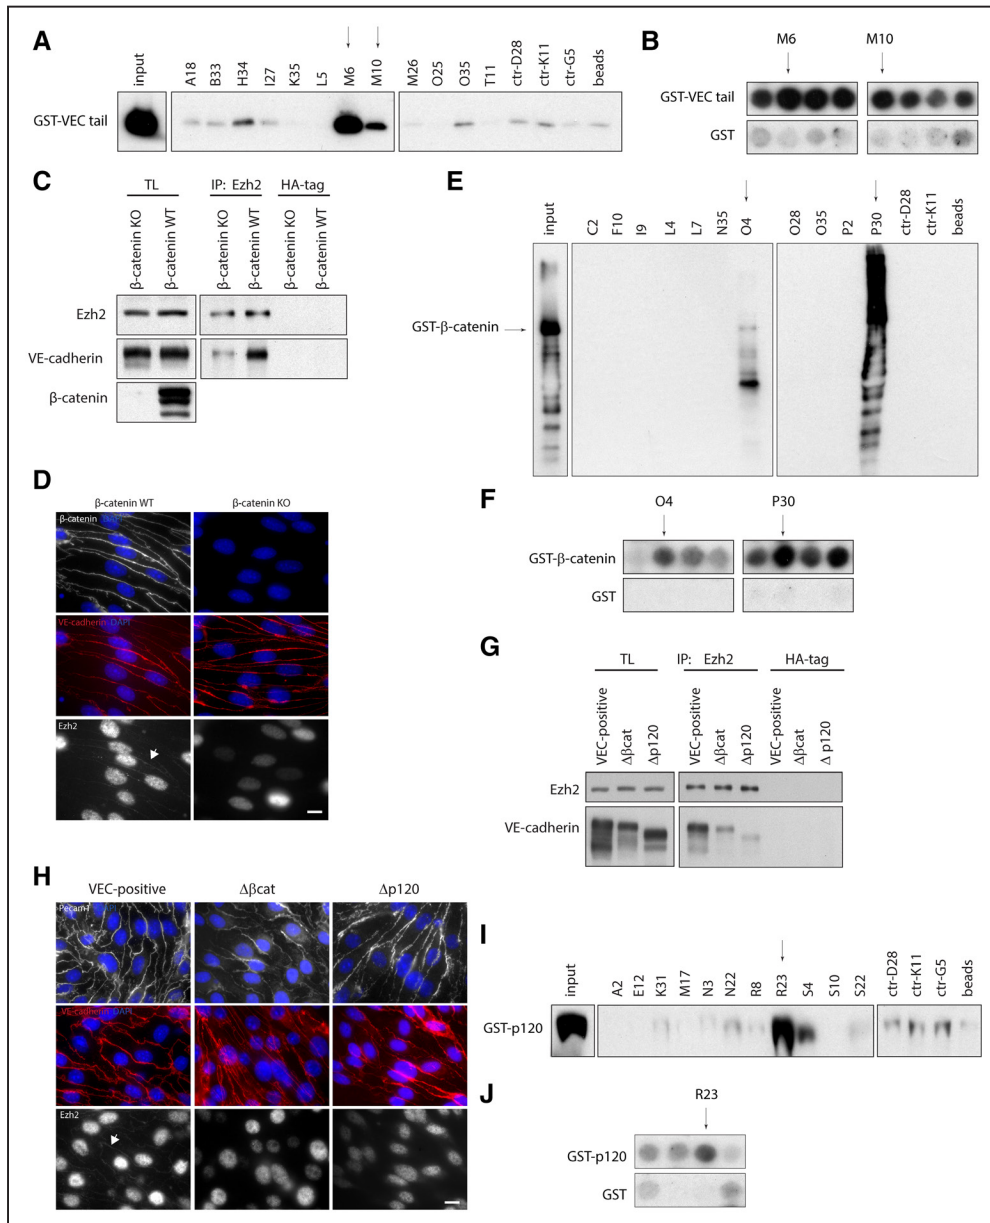 A
input
A18
B33
H34
I27
K35
L5
M6
M10
M26
O25
O35
T11
ctr-D28
ctr-K11
ctr-G5
beads
GST-VEC tail
B
M6
M10
GST-VEC tail
GST
C
TL
IP: Ezh2
HA-tag
β-catenin KO
β-catenin WT
β-catenin KO
β-catenin WT
β-catenin KO
β-catenin WT
Ezh2
VE-cadherin
β-catenin
D
β-catenin WT
β-catenin KO
β-catenin
VE-cadherin DAPI
Ezh2
E
input
C2
F10
I9
L4
L7
N35
O4
O28
O35
P2
P30
ctr-D28
ctr-K11
beads
GST-β-catenin
F
O4
P30
GST-β-catenin
GST
G
TL
IP: Ezh2
HA-tag
VEC-positive
Δβcat
Δp120
VEC-positive
Δβcat
Δp120
VEC-positive
Δβcat
Δ p120
Ezh2
VE-cadherin
H
VEC-positive
Δβcat
Δp120
Pecam1
VE-cadherin DAPI
Ezh2
I
input
A2
E12
K31
M17
N3
N22
R8
R23
S4
S10
S22
ctr-D28
ctr-K11
ctr-G5
beads
GST-p120
J
R23
GST-p120
GST